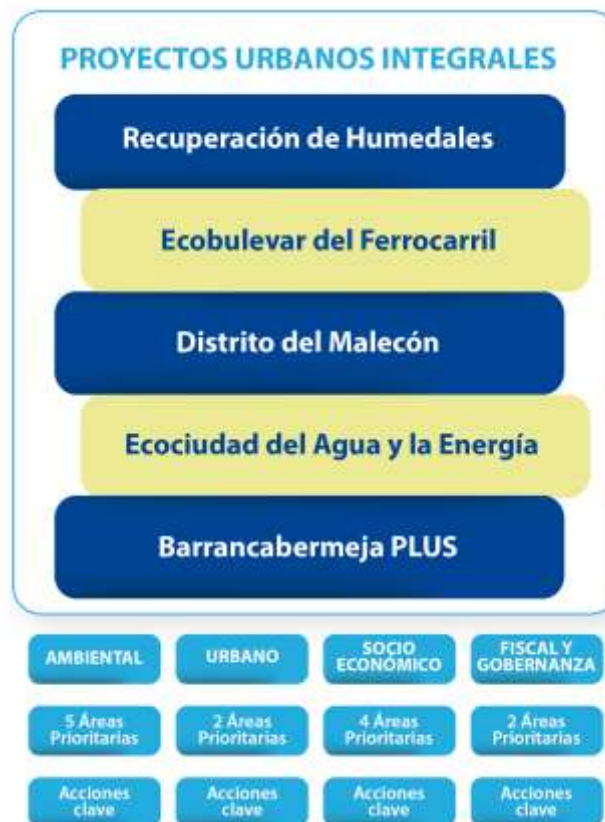 PROYECTOS URBANOS INTEGRALES
Recuperación de Humedales
Ecobulevar del Ferrocarril
Distrito del Malecón
Ecociudad del Agua y la Energía
Barrancabermeja PLUS
AMBIENTAL
URBANO
SOCIO
ECONÓMICO
FISCAL Y
GOBERNANZA
5 Áreas
Prioritarias
2 Áreas
Prioritarias
4 Áreas
Prioritarias
2 Áreas
Prioritarias
Acciones
clave
Acciones
clave
Acciones
clave
Acciones
clave